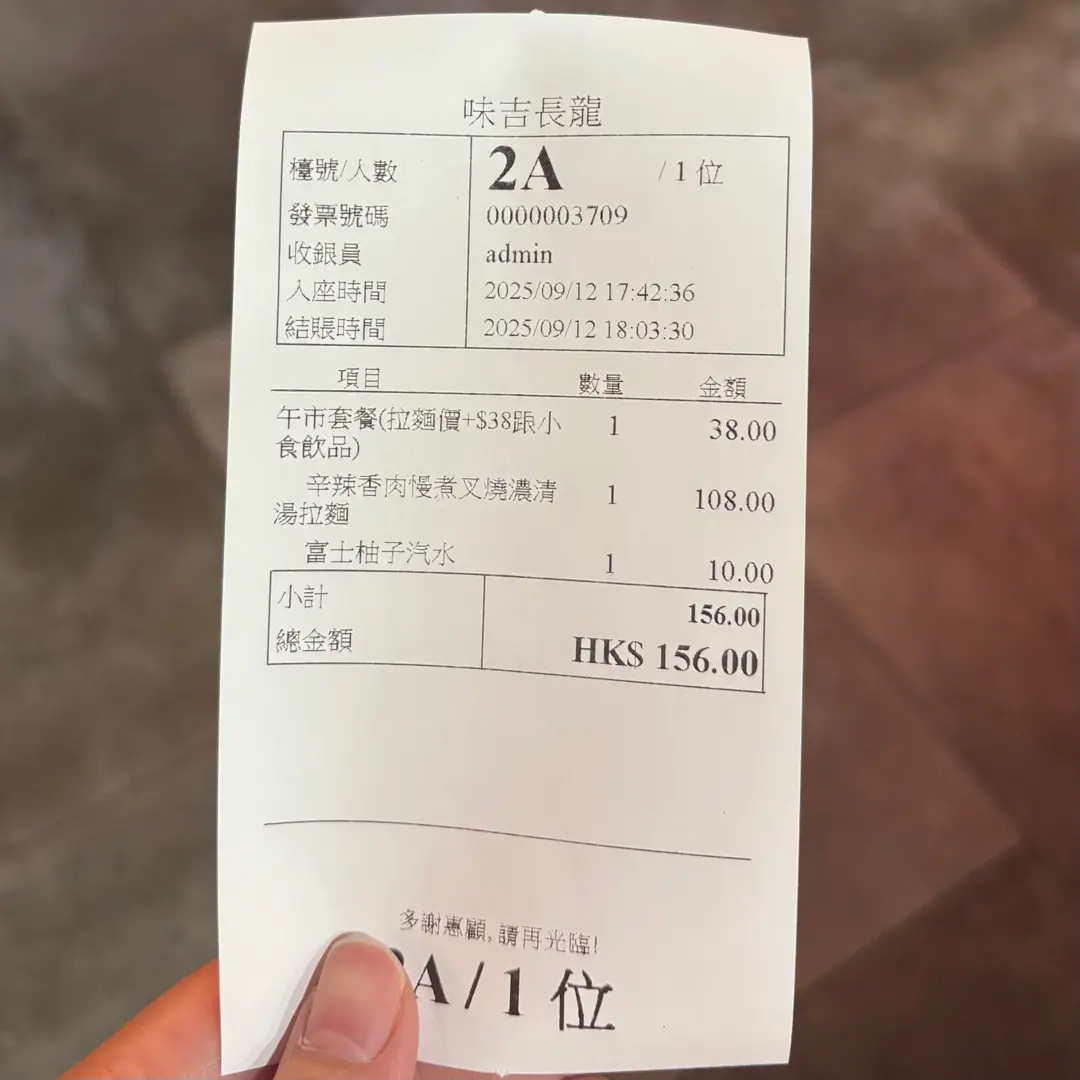 味吉長龍
檯號/人數 2A / 1 位
發票號碼 0000003709
收銀員 admin
入座時間 2025/09/12 17:42:36
結賬時間 2025/09/12 18:03:30
項目 數量 金額
午市套餐(拉麵價+$38跟小 1 38.00
食飲品)
辛辣香肉慢煮叉燒濃清 1 108.00
湯拉麵
富士柚子汽水 1 10.00
小計 156.00
總金額 HK$ 156.00
多謝惠顧,請再光臨!
A / 1 位